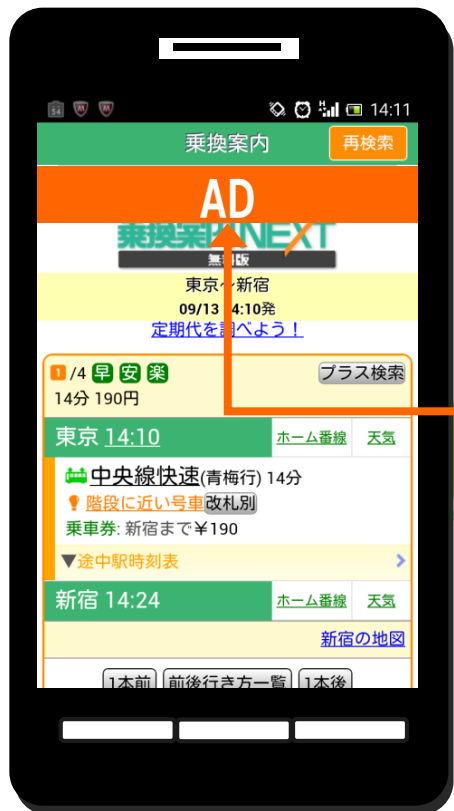 14:11
乗換案内
再検索
AD
乗換案内NEXT
無料版
東京～新宿
09/13 14:10発
定期代を調べよう！
1/4 早 安 楽
プラス検索
14分 190円
東京 14:10 ホーム番線 天気
中央線快速(青梅行) 14分
階段に近い号車 改札別
乗車券: 新宿まで￥190
▼途中駅時刻表
新宿 14:24 ホーム番線 天気
新宿の地図
1本前 前後行き方一覧 1本後